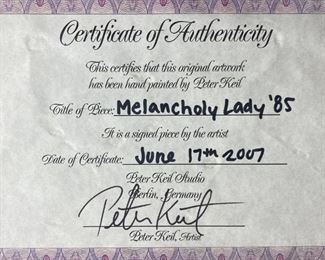 Certificate of Authenticity
This certifies that this original artwork
has been hand painted by Peter Keil
Title of Piece: Melancholy Lady '85
It is a signed piece by the artist
Date of Certificate: June 17th 2007
Peter Keil Studio
Berlin, Germany
Peter Keil
Peter Keil, Artist